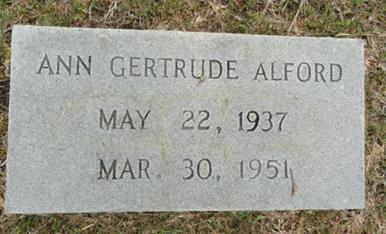 ANN GERTRUDE ALFORD
MAY 22, 1937
MAR. 30, 1951